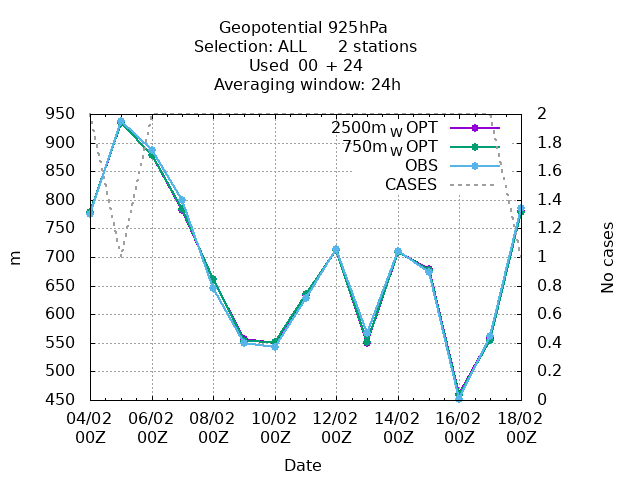 Geopotential 925hPa
Selection: ALL 2 stations
Used 00 + 24
Averaging window: 24h
950 2
900 1.8
850 1.6
800 1.4
750 1.2
700 1
650 0.8
600 0.6
550 0.4
500 0.2
450 0
2500m W OPT
750m W OPT
OBS
CASES
m
No cases
04/02 06/02 08/02 10/02 12/02 14/02 16/02 18/02
00Z 00Z 00Z 00Z 00Z 00Z 00Z 00Z
Date